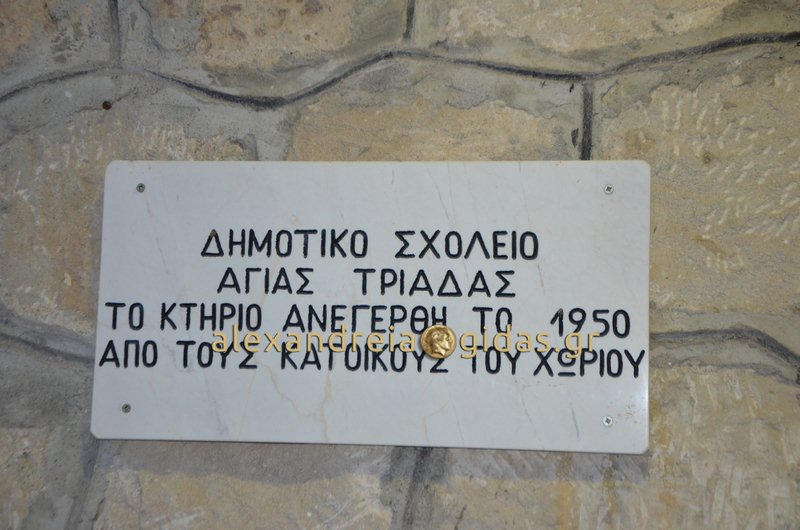 ΔΗΜΟΤΙΚΟ ΣΧΟΛΕΙΟ
ΑΓΙΑΣ ΤΡΙΑΔΑΣ
ΤΟ ΚΤΗΡΙΟ ΑΝΕΓΕΡΘΗ ΤΟ 1950
alexandreia gidas.gr
ΑΠΟ ΤΟΥΣ ΚΑΤΟΙΚΟΥΣ ΤΟΥ ΧΩΡΙΟΥ